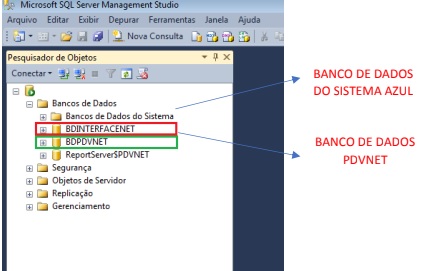 Microsoft SQL Server Management Studio
Arquivo Editar Exibir Depurar Ferramentas Janela Ajuda
Nova Consulta
Pesquisador de Objetos
Conectar
Bancos de Dados
Bancos de Dados do Sistema
BDINTERFACENET
BDPDVNET
ReportServer$PDVNET
Segurança
Objetos de Servidor
Replicação
Gerenciamento
BANCO DE DADOS
DO SISTEMA AZUL
BANCO DE DADOS
PDVNET